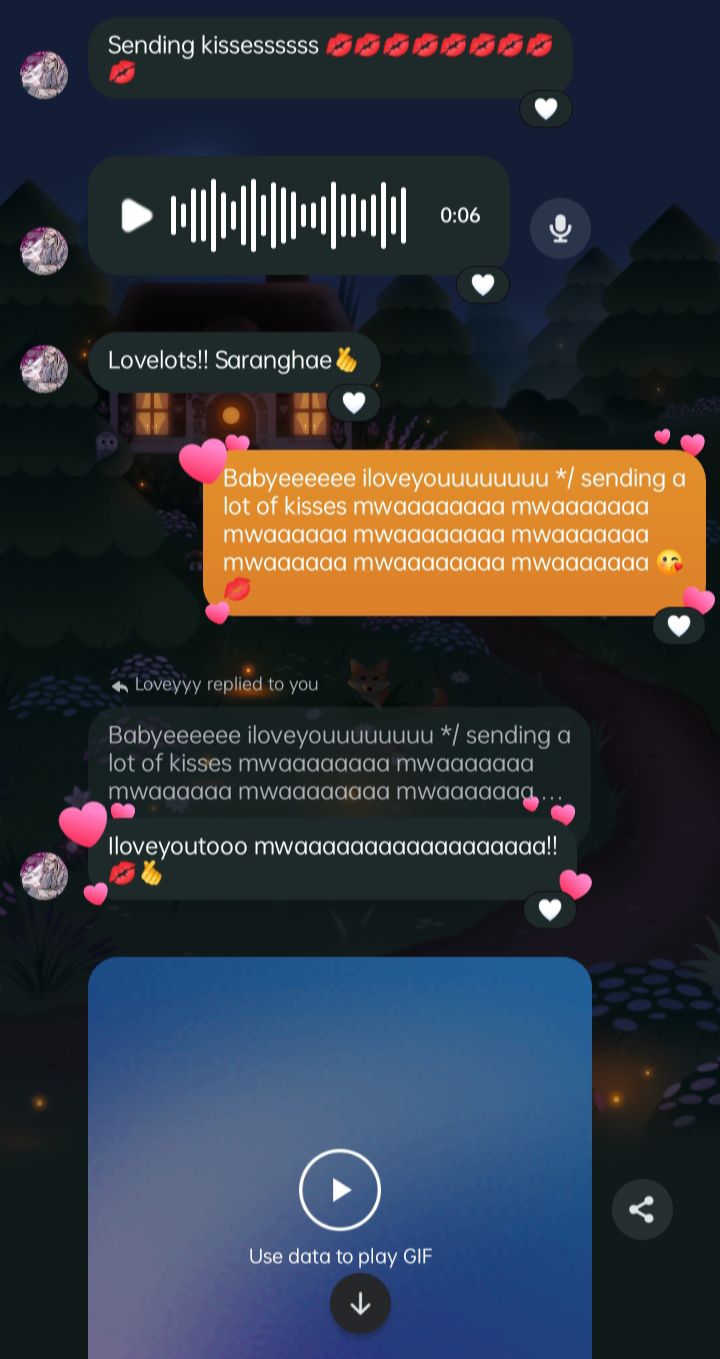 Sending kissessssss 💋💋💋💋💋💋💋💋
💋
0:06
Lovelots!! Saranghae🫰
Babyeeeeee iloveyouuuuuuuuu */ sending a
lot of kisses mwaaaaaaaa mwaaaaaaa
mwaaaaaa mwaaaaaaaa mwaaaaaaa
mwaaaaaa mwaaaaaaaa mwaaaaaaa 😘
💋
Loveyyy replied to you
Babyeeeeee iloveyouuuuuuuuu */ sending a
lot of kisses mwaaaaaaaa mwaaaaaaa
mwaaaaaa mwaaaaaaaa mwaaaaaaa…
Iloveyoutooo mwaaaaaaaaaaaaaaaaaa!!
💋🫰
Use data to play GIF